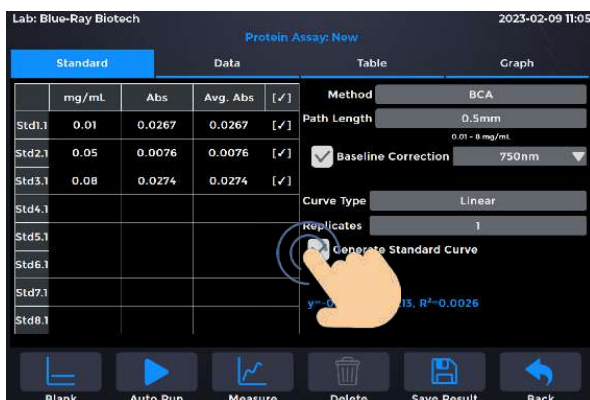 Lab: Blue-Ray Biotech 2023-02-09 11:05
Protein Assay: New
Standard Data Table Graph
mg/mL Abs Avg. Abs [✓]
Std1.1 0.01 0.0267 0.0267 [✓]
Std2.1 0.05 0.0076 0.0076 [✓]
Std3.1 0.08 0.0274 0.0274 [✓]
Std4.1
Std5.1
Std6.1
Std7.1
Std8.1
Method BCA
Path Length 0.5mm
0.01 - 8 mg/mL
Baseline Correction 750nm
Curve Type Linear
Replicates 1
Generate Standard Curve
R²=0.0026
Blank Auto Run Measure Delete Save Result Back